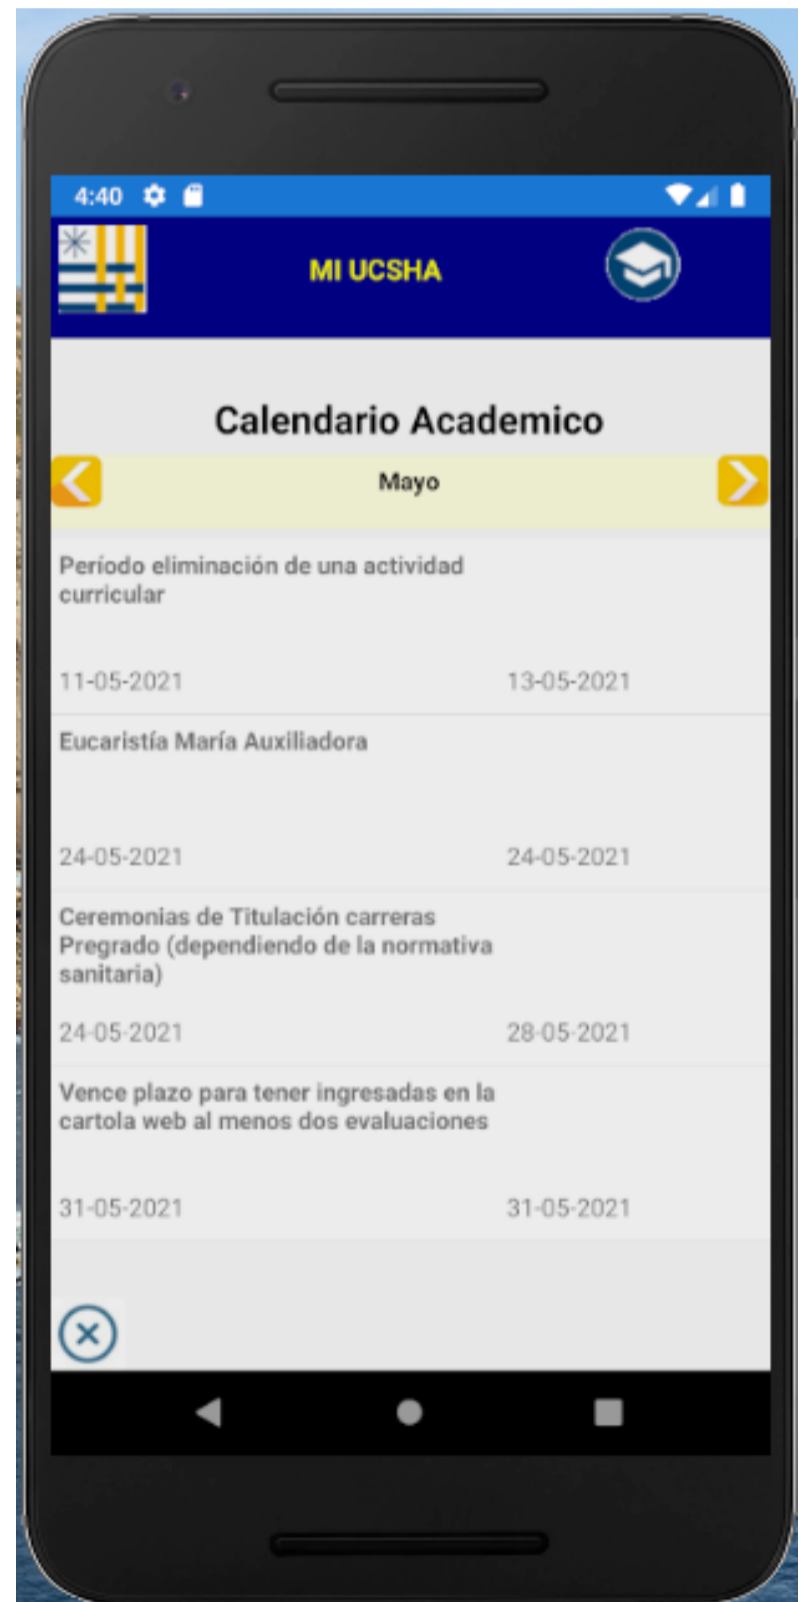 4:40
MI UCSHA
Calendario Academico
Mayo
Período eliminación de una actividad
curricular
11-05-2021 13-05-2021
Eucaristía María Auxiliadora
24-05-2021 24-05-2021
Ceremonias de Titulación carreras
Pregrado (dependiendo de la normativa
sanitaria)
24-05-2021 28-05-2021
Vence plazo para tener ingresadas en la
cartola web al menos dos evaluaciones
31-05-2021 31-05-2021